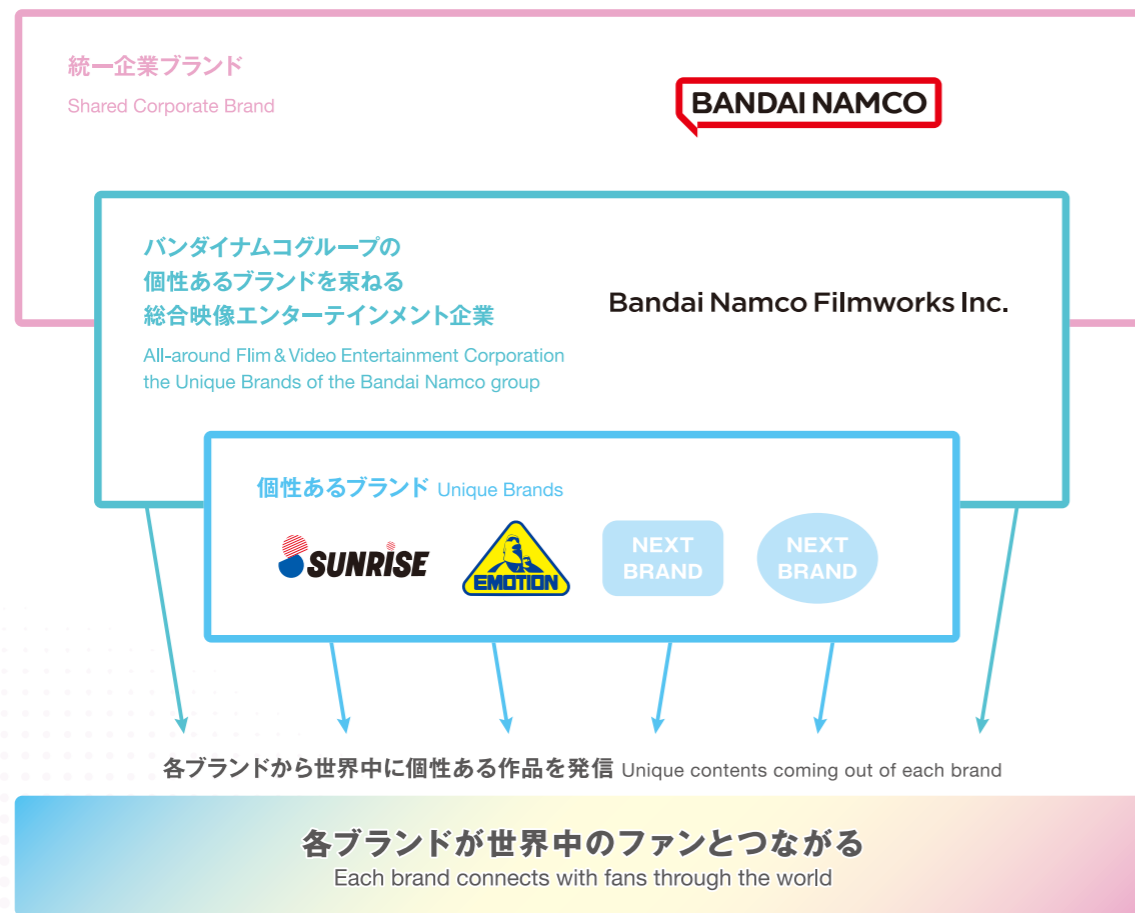 統一企業ブランド
Shared Corporate Brand
BANDAI NAMCO
バンダイナムコグループの
個性あるブランドを束ねる
総合映像エンターテインメント企業
All-around Flim & Video Entertainment Corporation
the Unique Brands of the Bandai Namco group
Bandai Namco Filmworks Inc.
個性あるブランド Unique Brands
SUNRISE
EMOTION
NEXT
BRAND
NEXT
BRAND
各ブランドから世界中に個性ある作品を発信 Unique contents coming out of each brand
各ブランドが世界中のファンとつながる
Each brand connects with fans through the world